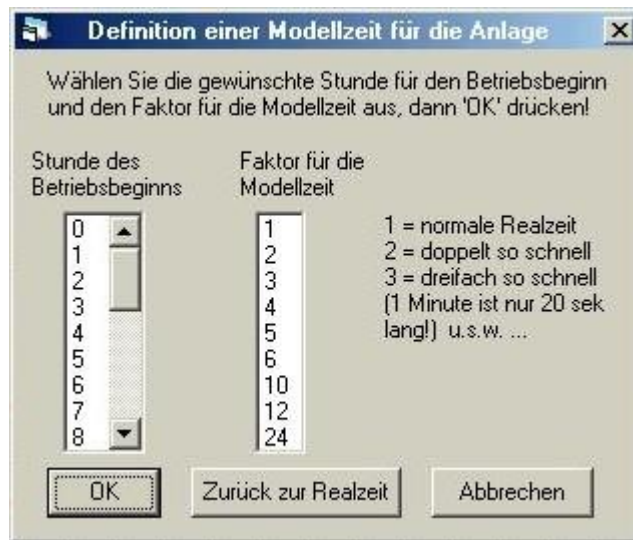 Definition einer Modellzeit für die Anlage
Wählen Sie die gewünschte Stunde für den Betriebsbeginn
und den Faktor für die Modellzeit aus, dann 'OK' drücken!
Stunde des
Betriebsbeginns
0
1
2
3
4
5
6
7
8
Faktor für die
Modellzeit
1
2
3
4
5
6
10
12
24
1 = normale Realzeit
2 = doppelt so schnell
3 = dreifach so schnell
(1 Minute ist nur 20 sek
lang!) u.s.w. ...
OK
Zurück zur Realzeit
Abbrechen